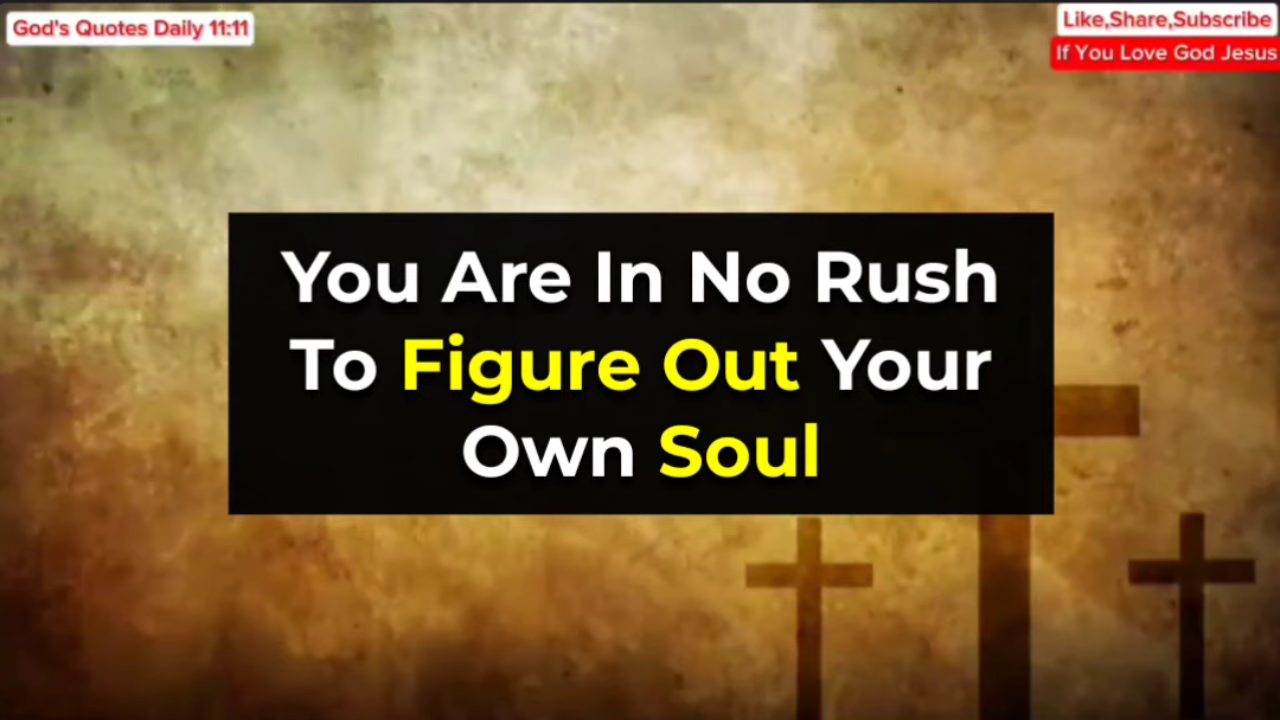 God's Quotes Daily 11:11
Like,Share,Subscribe
If You Love God Jesus
You Are In No Rush
To Figure Out Your
Own Soul